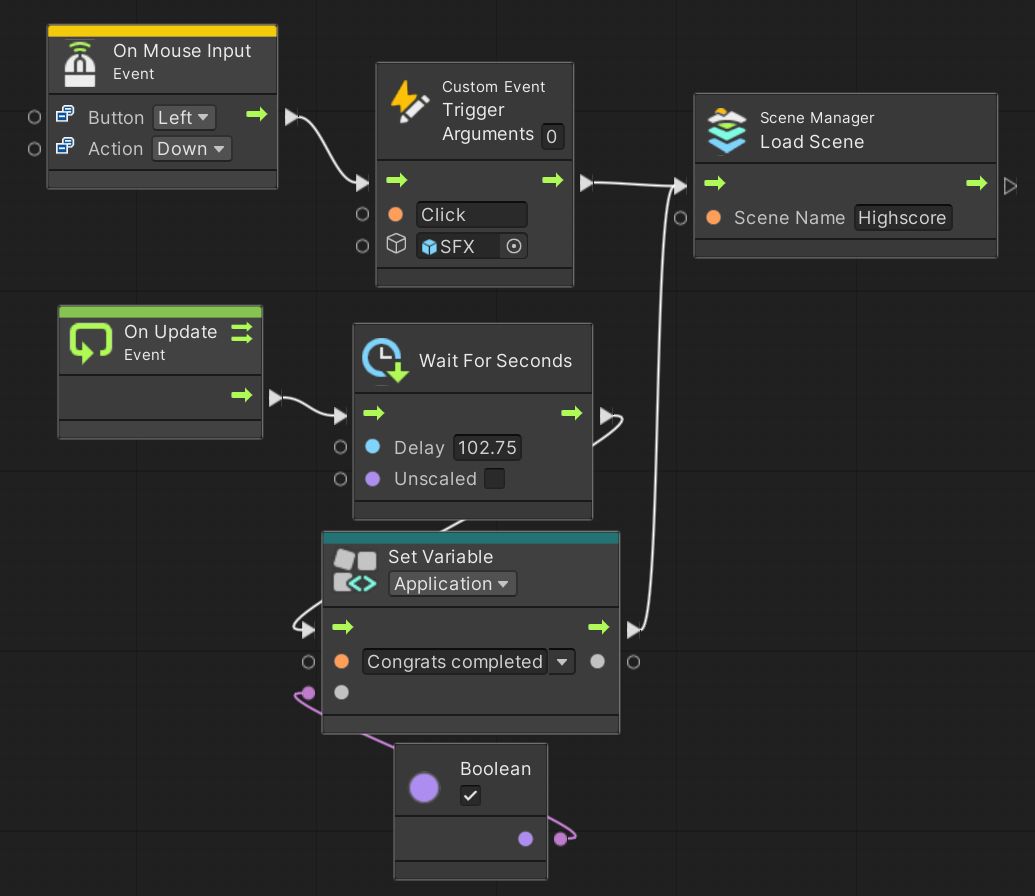 On Mouse Input
Event
Button Left
Action Down
Custom Event
Trigger
Arguments 0
Click
SFX
Scene Manager
Load Scene
Scene Name Highscore
On Update
Event
Wait For Seconds
Delay 102.75
Unscaled
Set Variable
Application
Congrats completed
Boolean